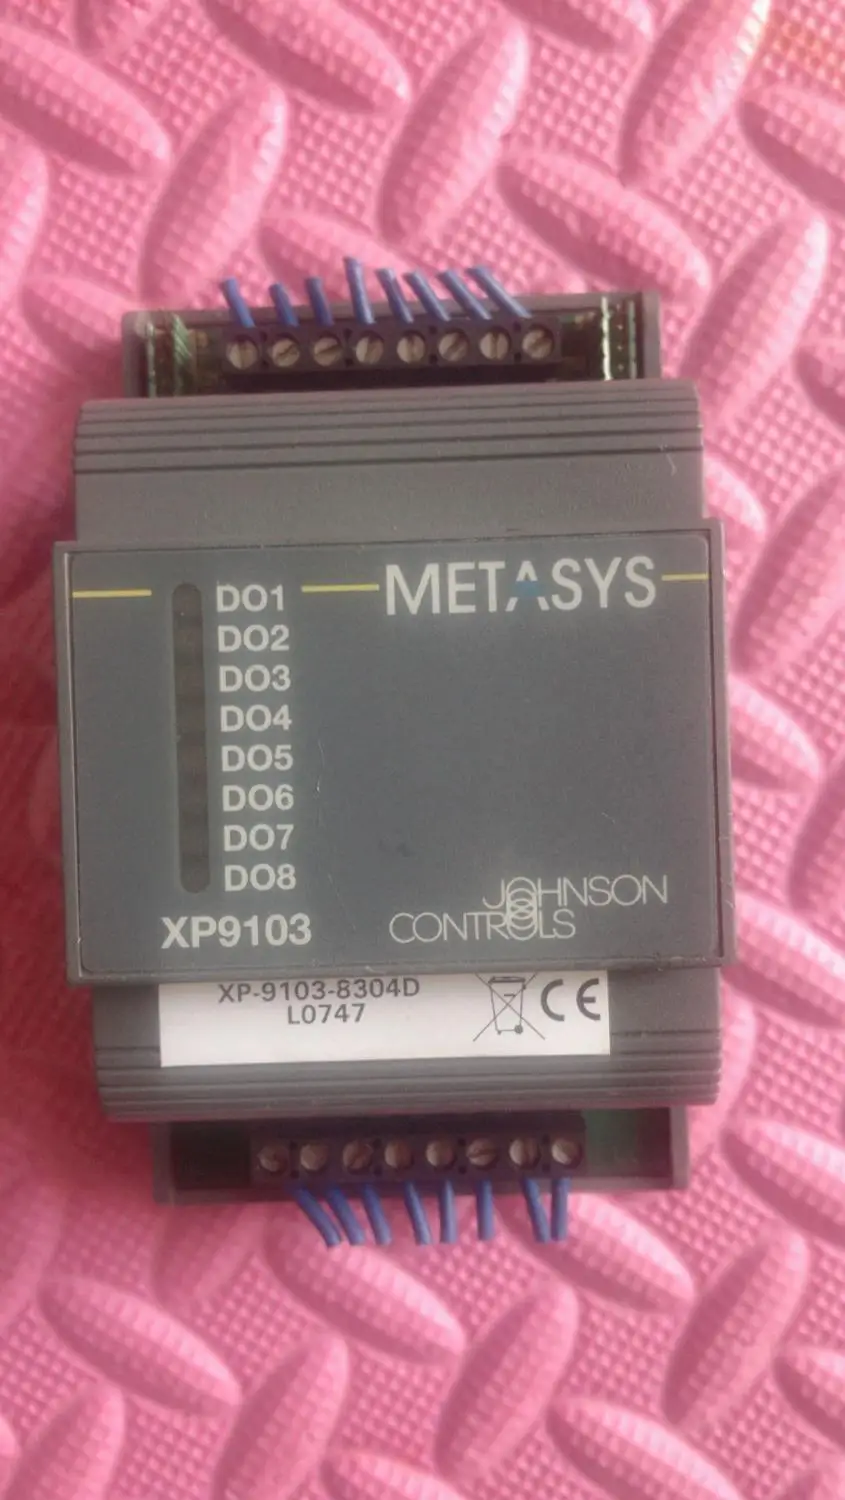 DO1
METASYS
DO2
DO3
DO4
DO5
DO6
DO7
DO8
JOHNSON
CONTROLS
XP9103
XP-9103-8304D
L0747
CE